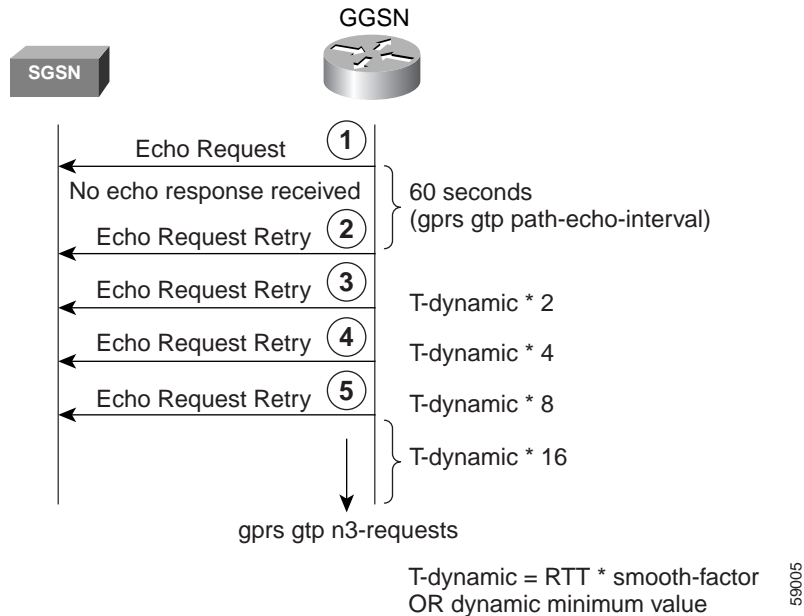 GGSN
SGSN
Echo Request 1
No echo response received
60 seconds
(gprs gtp path-echo-interval)
Echo Request Retry 2
Echo Request Retry 3
T-dynamic * 2
Echo Request Retry 4
T-dynamic * 4
Echo Request Retry 5
T-dynamic * 8
T-dynamic * 16
gprs gtp n3-requests
T-dynamic = RTT * smooth-factor
OR dynamic minimum value
59005